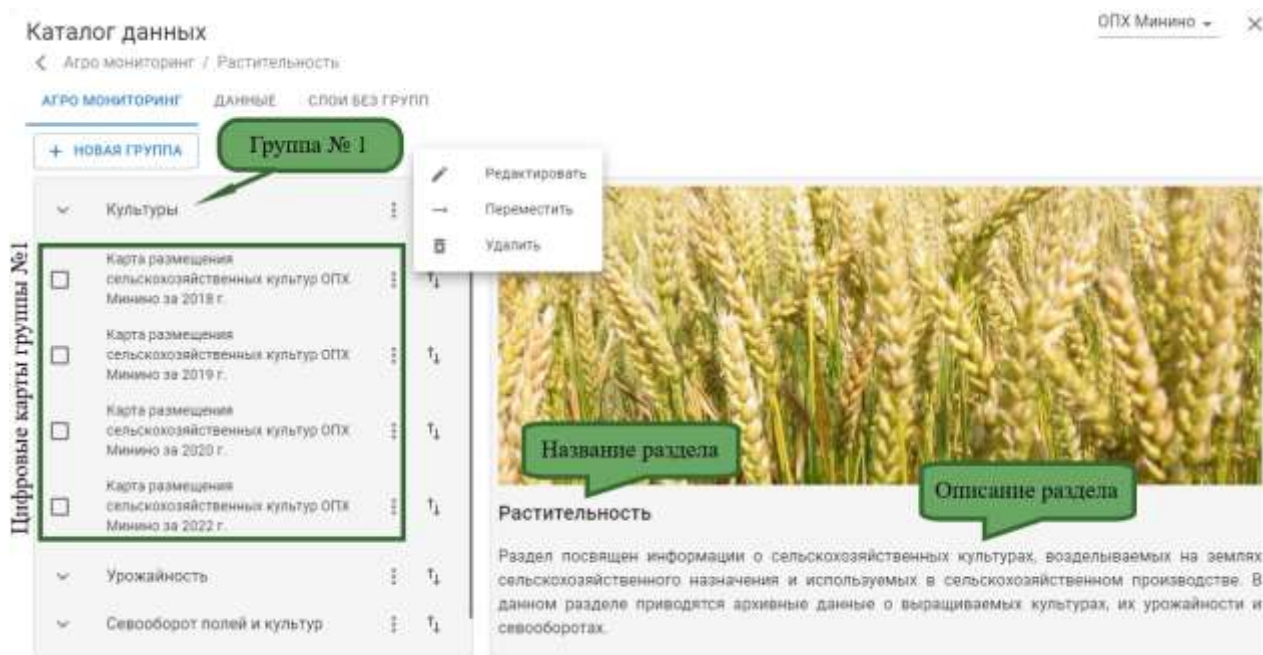 Каталог данных
ОПХ Минино
Агро мониторинг / Растительность
АГРО МОНИТОРИНГ
ДАННЫЕ
СЛОИ БЕЗ ГРУПП
+ НОВАЯ ГРУППА
Группа № 1
Редактировать
Переместить
Удалить
Культуры
Цифровые карты группы №1
Карта размещения
сельскохозяйственных культур ОПХ
Минино за 2018 г.
Карта размещения
сельскохозяйственных культур ОПХ
Минино за 2019 г.
Карта размещения
сельскохозяйственных культур ОПХ
Минино за 2020 г.
Карта размещения
сельскохозяйственных культур ОПХ
Минино за 2022 г.
Урожайность
Севооборот полей и культур
Название раздела
Описание раздела
Растительность
Раздел посвящен информации о сельскохозяйственных культурах, возделываемых на землях
сельскохозяйственного назначения и используемых в сельскохозяйственном производстве. В
данном разделе приводятся архивные данные о выращиваемых культурах, их урожайности и
севооборотах.